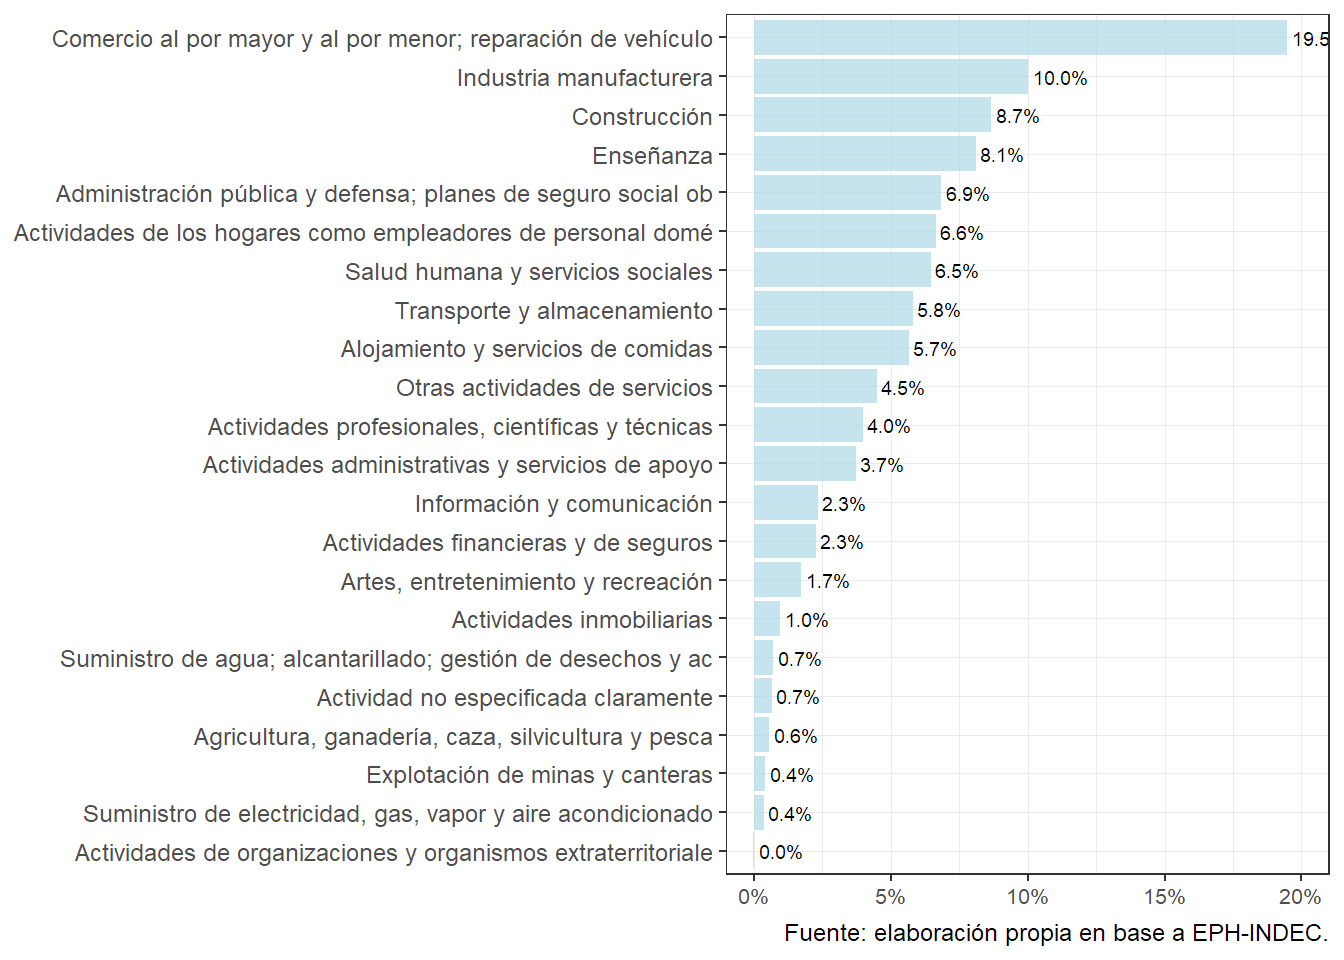 Comercio al por mayor y al por menor; reparación de vehículo 19.5
Industria manufacturera 10.0%
Construcción 8.7%
Enseñanza 8.1%
Administración pública y defensa; planes de seguro social ob 6.9%
Actividades de los hogares como empleadores de personal domé 6.6%
Salud humana y servicios sociales 6.5%
Transporte y almacenamiento 5.8%
Alojamiento y servicios de comidas 5.7%
Otras actividades de servicios 4.5%
Actividades profesionales, científicas y técnicas 4.0%
Actividades administrativas y servicios de apoyo 3.7%
Información y comunicación 2.3%
Actividades financieras y de seguros 2.3%
Artes, entretenimiento y recreación 1.7%
Actividades inmobiliarias 1.0%
Suministro de agua; alcantarillado; gestión de desechos y ac 0.7%
Actividad no especificada claramente 0.7%
Agricultura, ganadería, caza, silvicultura y pesca 0.6%
Explotación de minas y canteras 0.4%
Suministro de electricidad, gas, vapor y aire acondicionado 0.4%
Actividades de organizaciones y organismos extraterritoriale 0.0%
0% 5% 10% 15% 20%
Fuente: elaboración propia en base a EPH-INDEC.